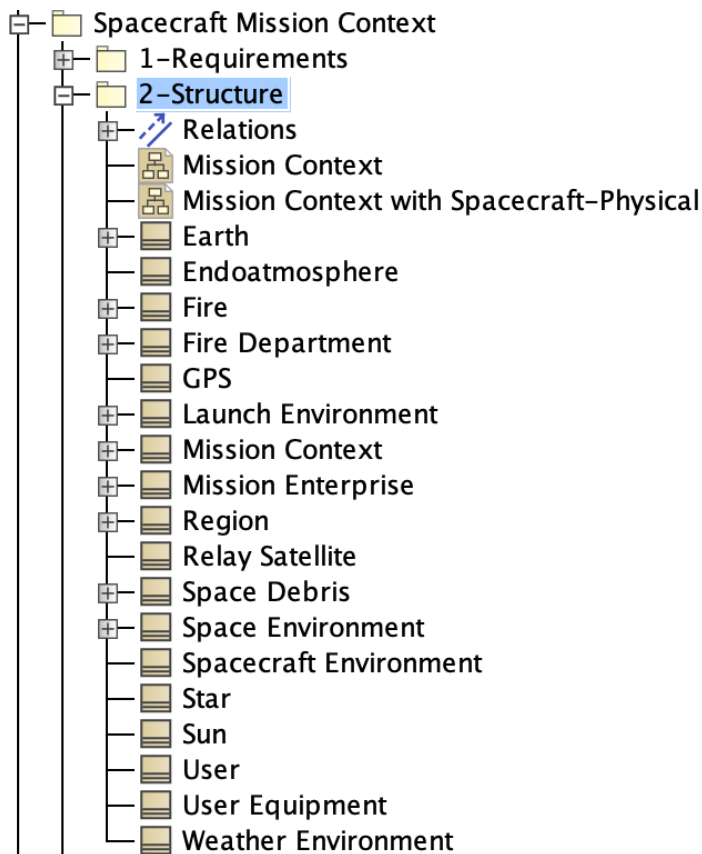 Spacecraft Mission Context
1-Requirements
2-Structure
Relations
Mission Context
Mission Context with Spacecraft-Physical
Earth
Endoatmosphere
Fire
Fire Department
GPS
Launch Environment
Mission Context
Mission Enterprise
Region
Relay Satellite
Space Debris
Space Environment
Spacecraft Environment
Star
Sun
User
User Equipment
Weather Environment